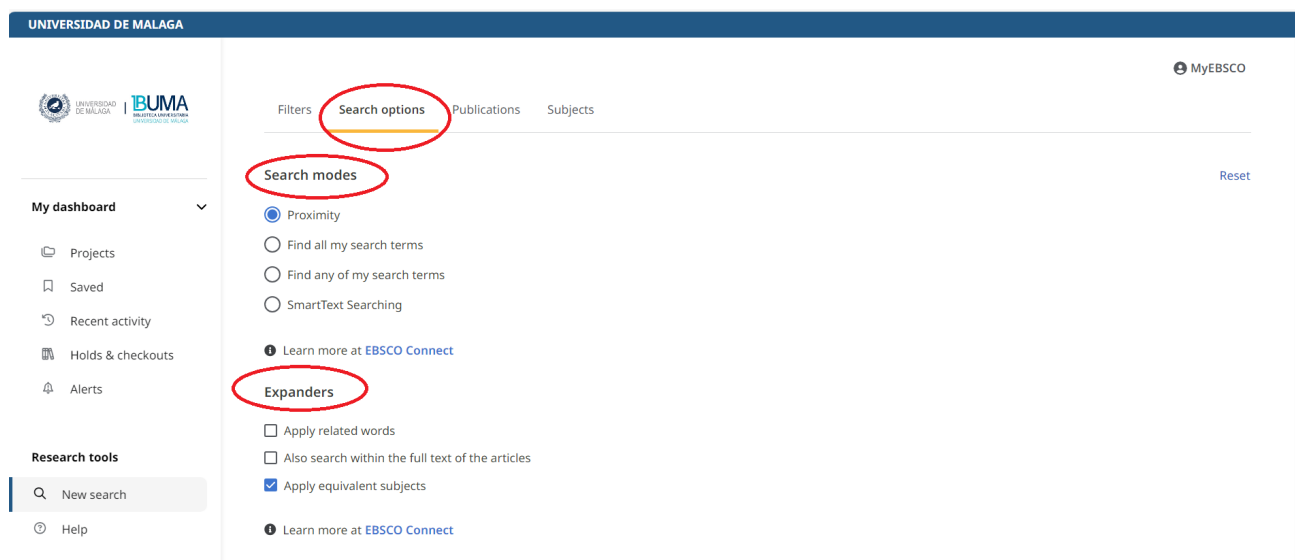 UNIVERSIDAD DE MALAGA
MyEBSCO
UNIVERSIDAD DE MÁLAGA
BUMA
BIBLIOTECA UNIVERSITARIA
UNIVERSIDAD DE MÁLAGA
Filters Search options Publications Subjects
Search modes
Reset
Proximity
Find all my search terms
Find any of my search terms
SmartText Searching
Learn more at EBSCO Connect
Expanders
Apply related words
Also search within the full text of the articles
Apply equivalent subjects
Learn more at EBSCO Connect
My dashboard
Projects
Saved
Recent activity
Holds & checkouts
Alerts
Research tools
New search
Help